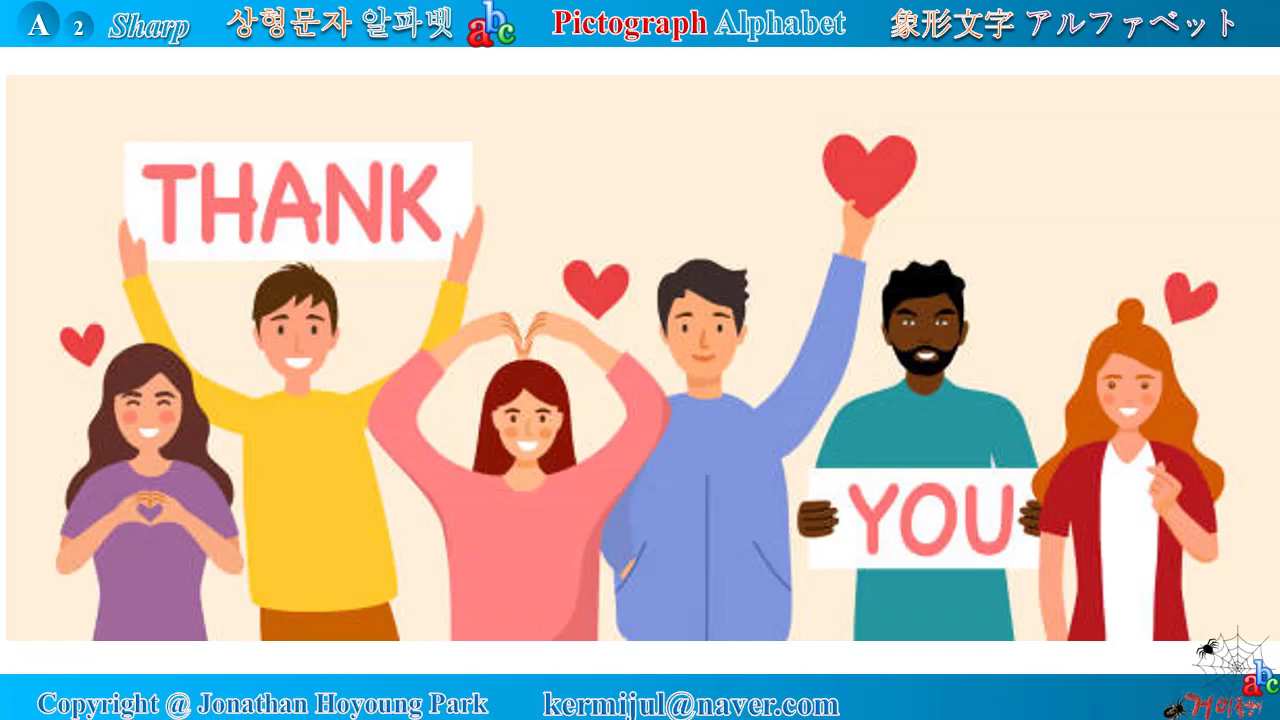 A 2 Sharp 상형문자 알파벳 abc Pictograph Alphabet 象形文字 アルファベット
THANK
YOU
abc
Copyright @ Jonathan Hoyoung Park kermijul@naver.com